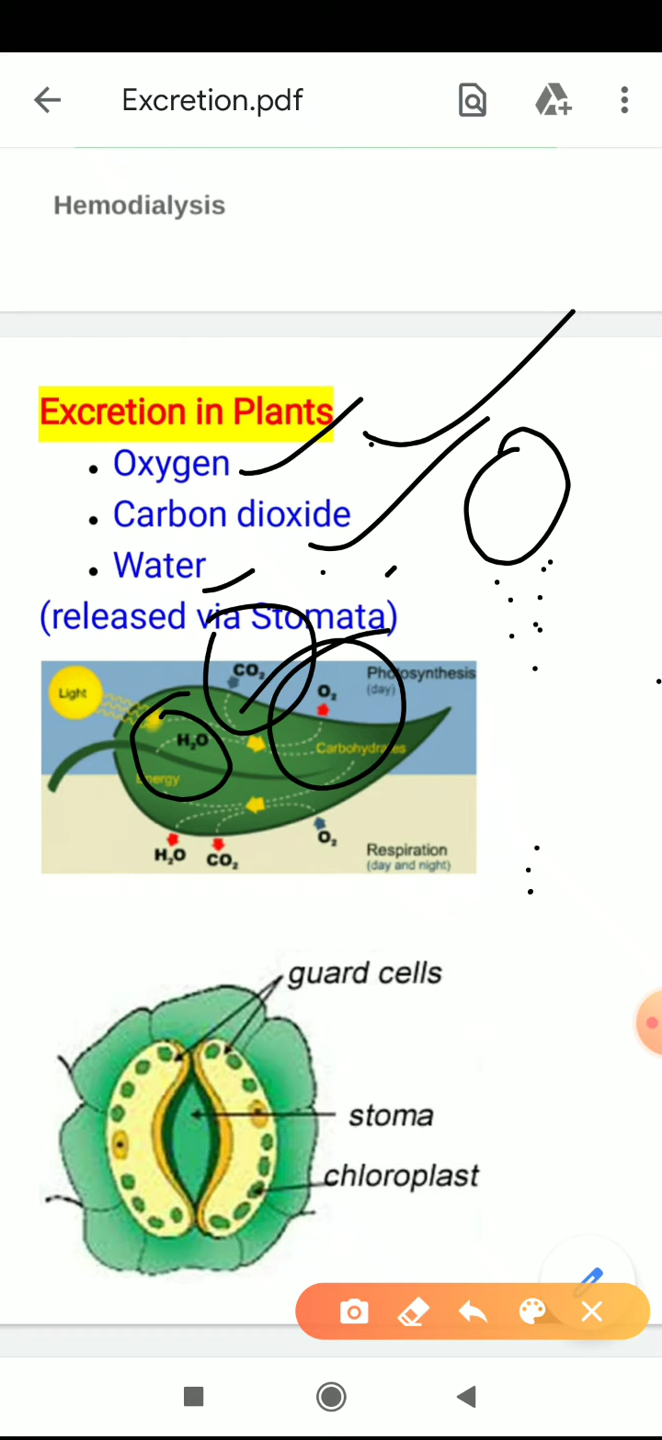 Excretion.pdf
Hemodialysis
Excretion in Plants
• Oxygen
• Carbon dioxide
• Water
(released via Stomata)
CO₂
Photosynthesis
Light
O₂
(day)
H₂O
Carbohydrates
Energy
O₂
H₂O
CO₂
Respiration
(day and night)
guard cells
stoma
chloroplast